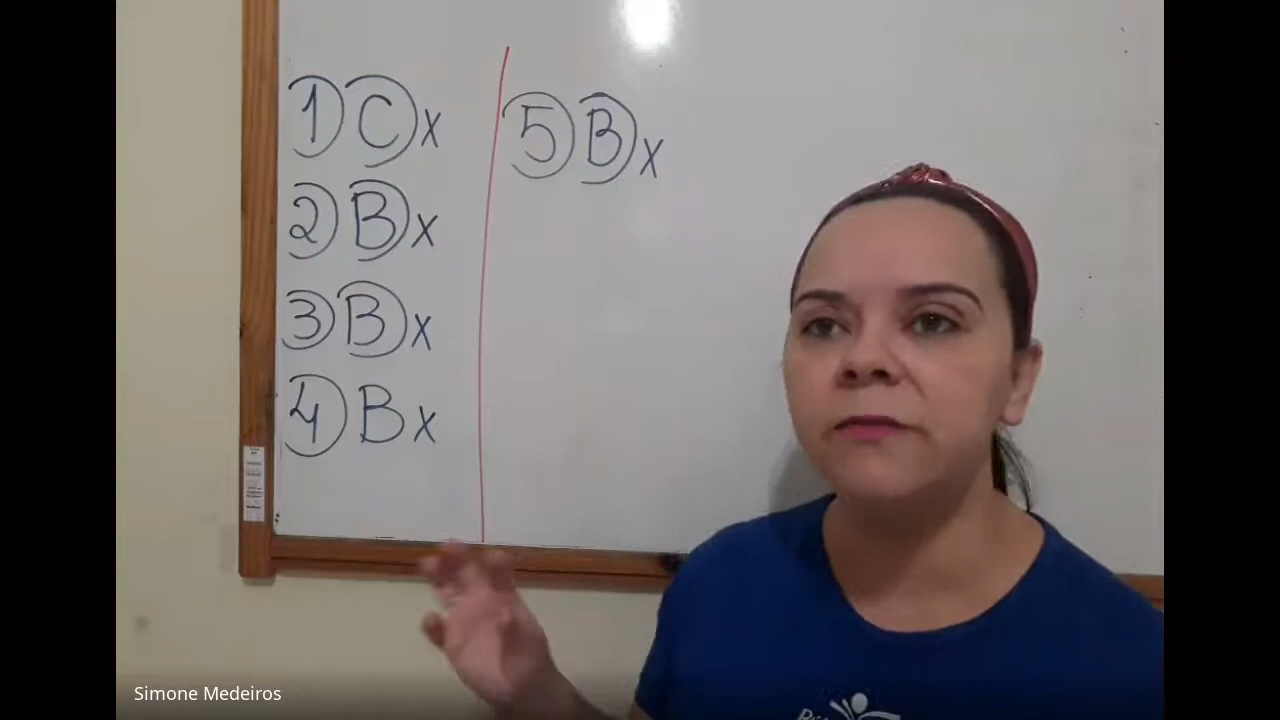 1 C x
2 B x
3 B x
4 B x
5 B x
Simone Medeiros